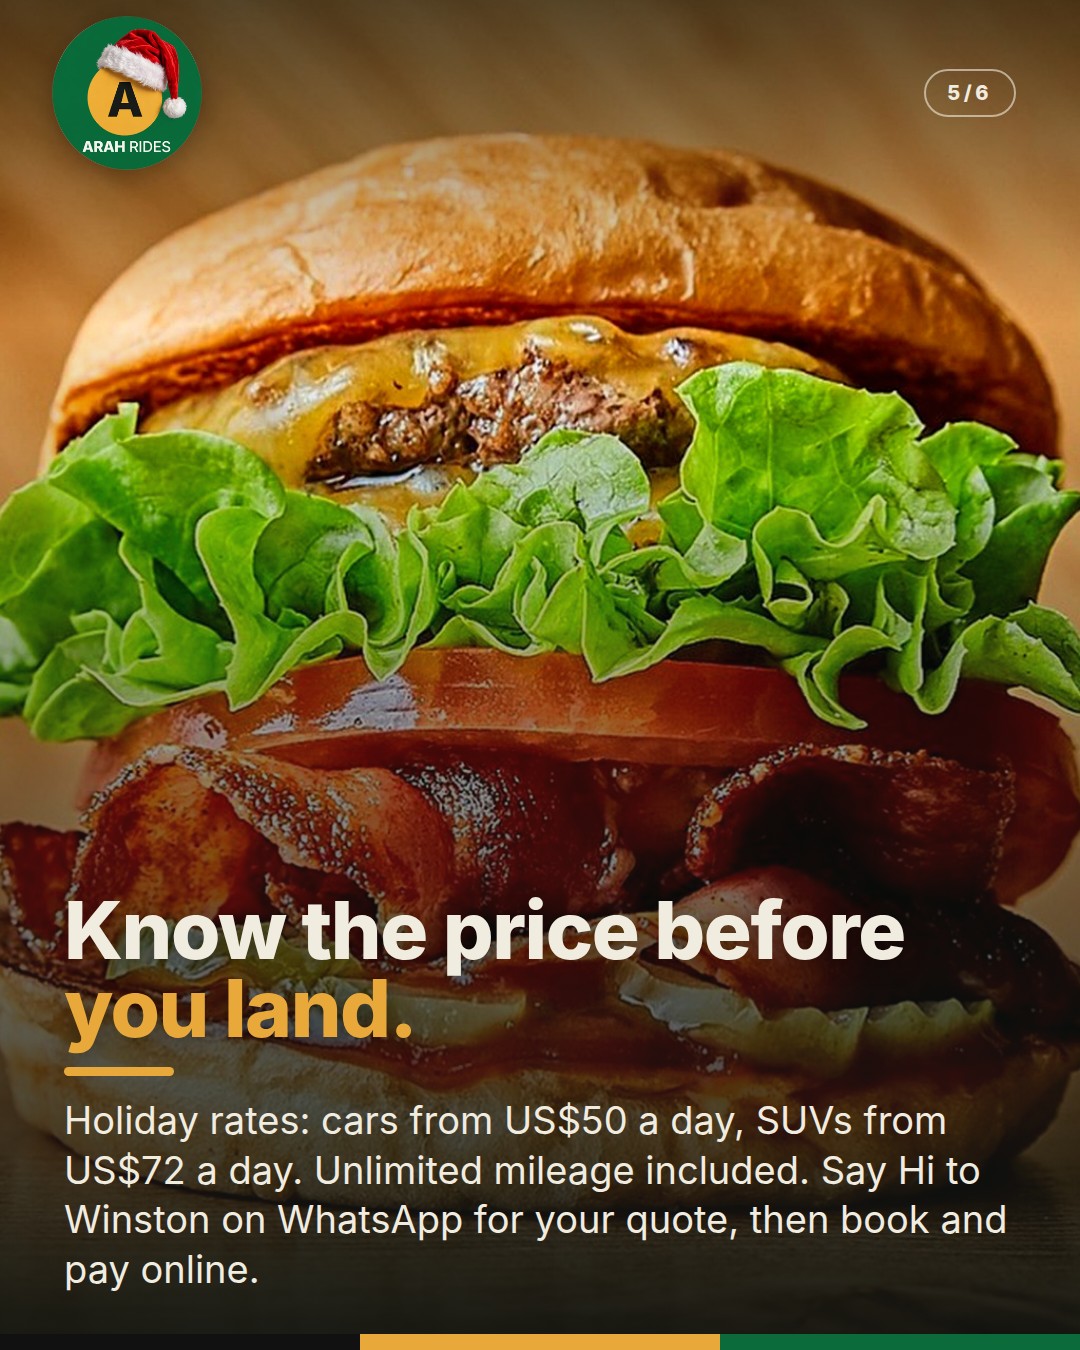 A
ARAH RIDES
5/6
Know the price before
you land.
Holiday rates: cars from US$50 a day, SUVs from
US$72 a day. Unlimited mileage included. Say Hi to
Winston on WhatsApp for your quote, then book and
pay online.